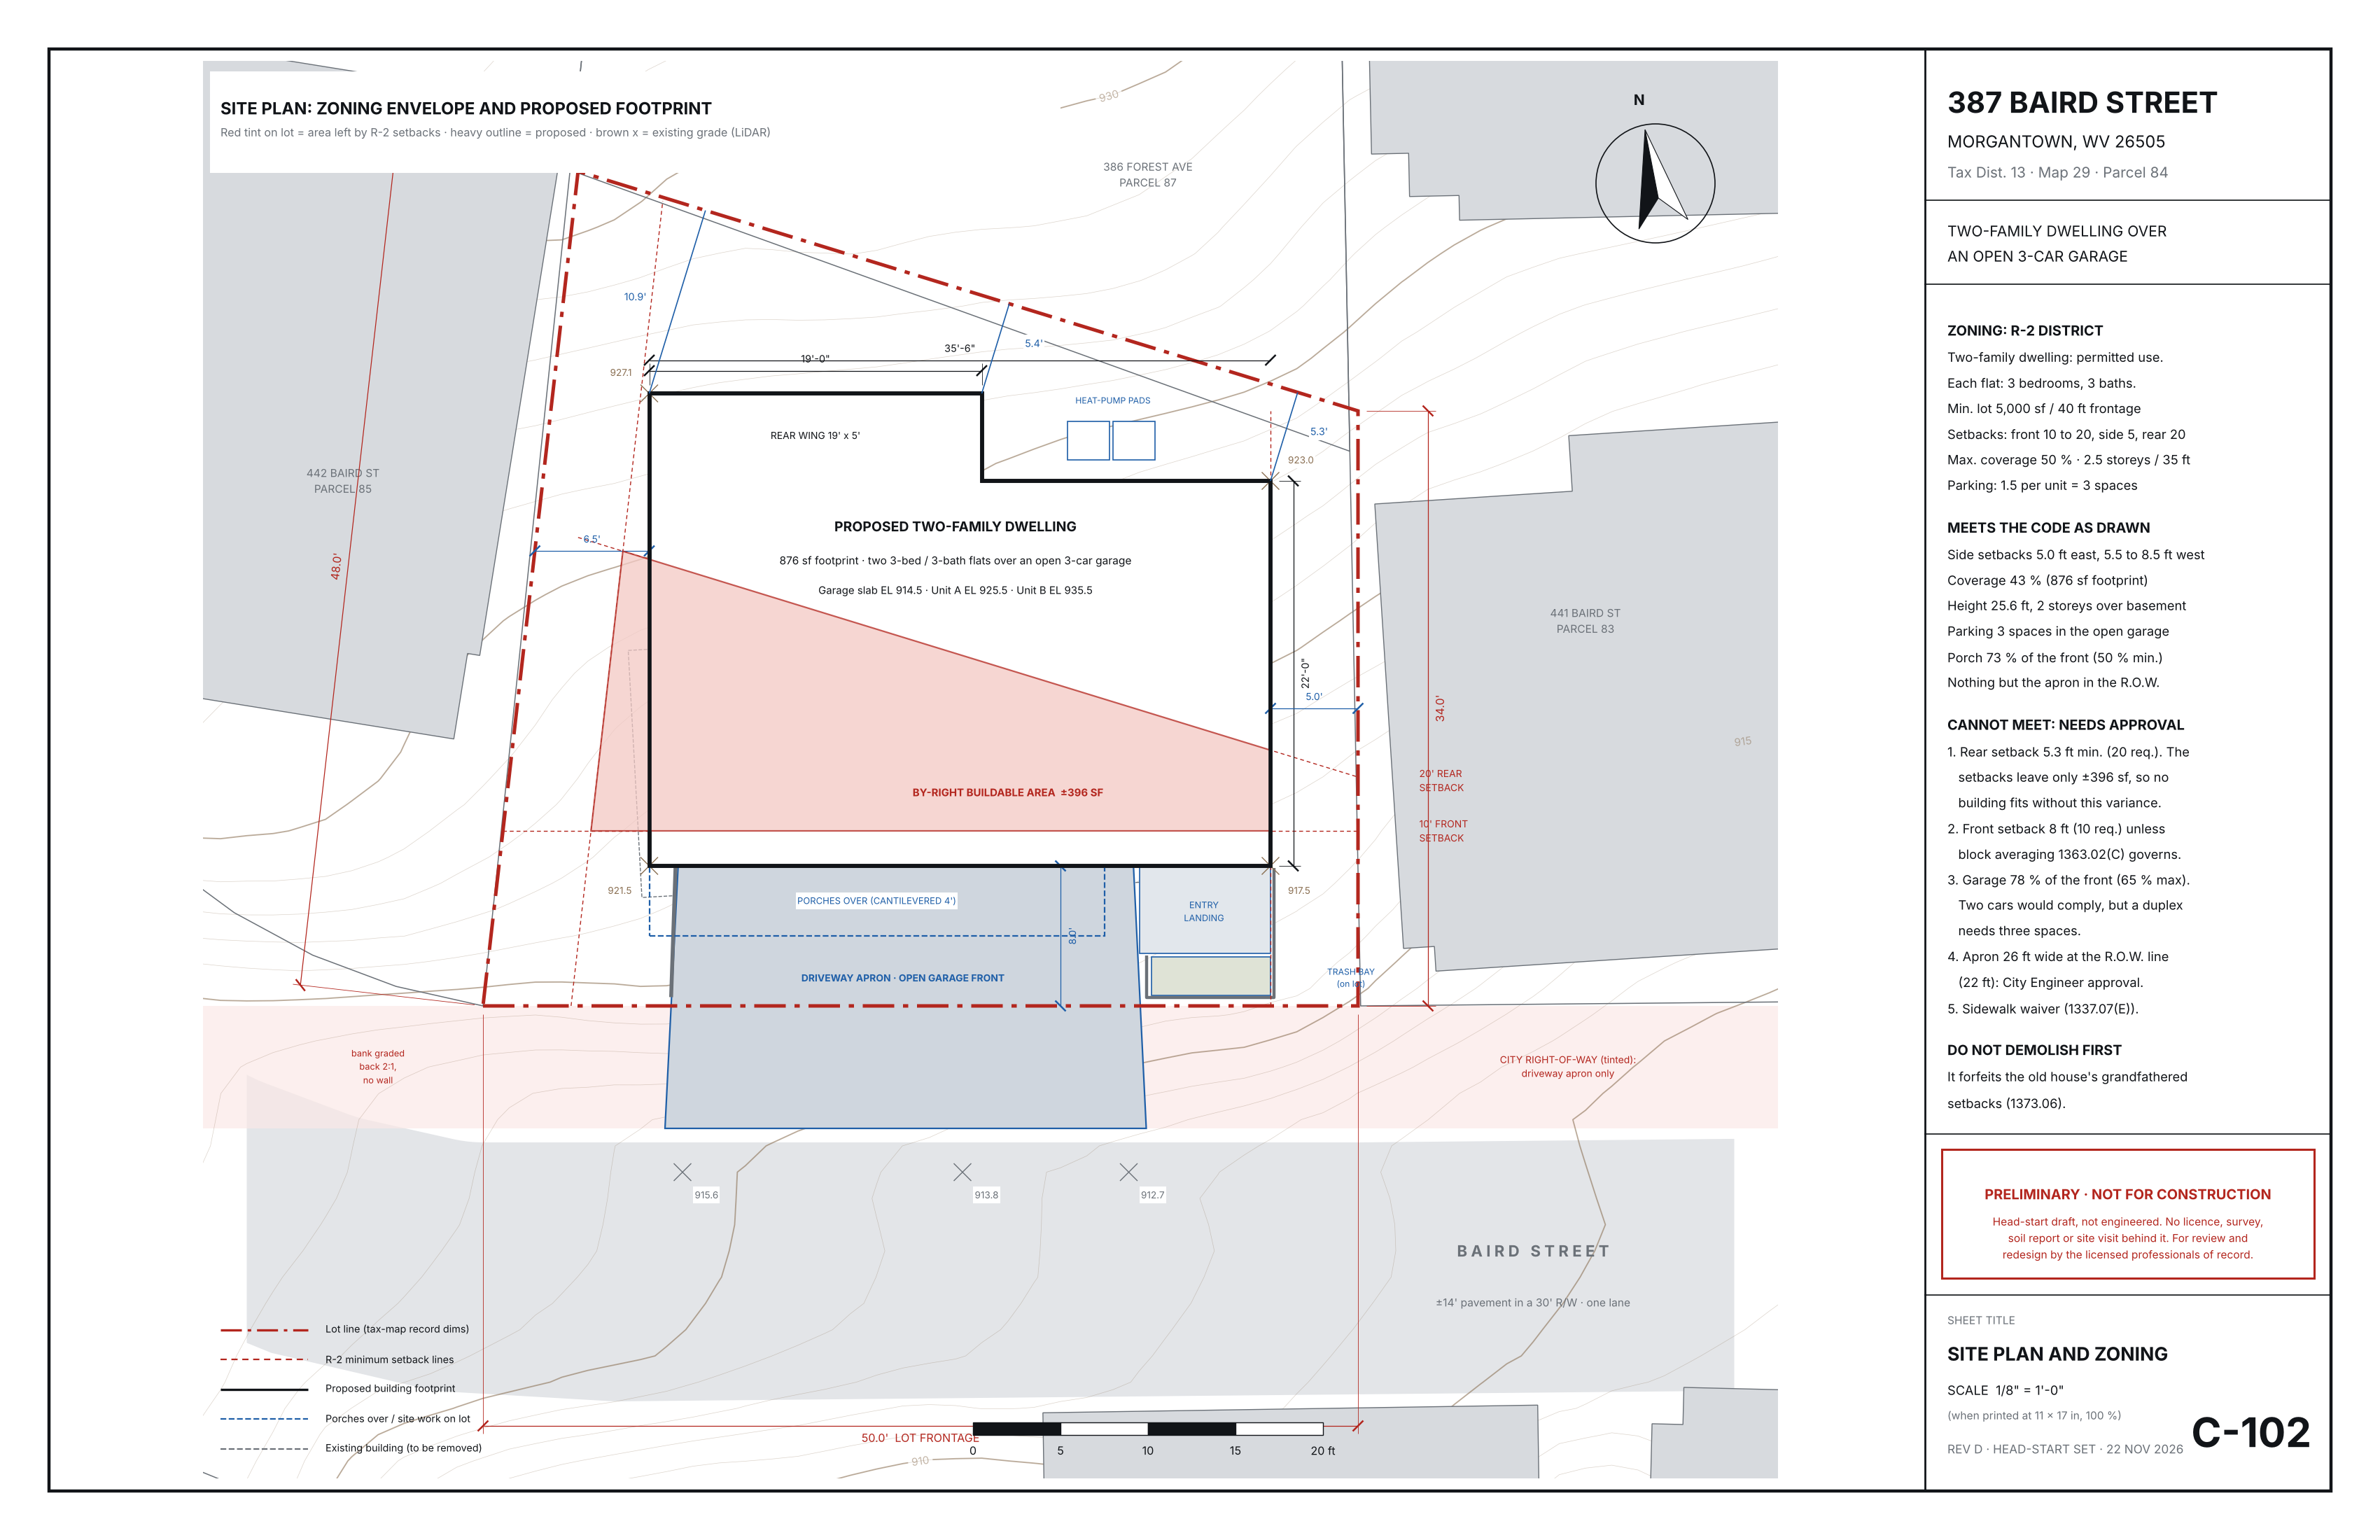 SITE PLAN: ZONING ENVELOPE AND PROPOSED FOOTPRINT
Red tint on lot = area left by R-2 setbacks · heavy outline = proposed · brown x = existing grade (LiDAR)
930
N
386 FOREST AVE
PARCEL 87
10.9'
35'-6"
5.4'
19'-0"
927.1
HEAT-PUMP PADS
5.3'
REAR WING 19' x 5'
923.0
442 BAIRD ST
PARCEL 85
48.0'
6.5'
PROPOSED TWO-FAMILY DWELLING
876 sf footprint · two 3-bed / 3-bath flats over an open 3-car garage
Garage slab EL 914.5 · Unit A EL 925.5 · Unit B EL 935.5
441 BAIRD ST
PARCEL 83
22'-0"
5.0'
34.0'
915
20' REAR
SETBACK
BY-RIGHT BUILDABLE AREA ±396 SF
10' FRONT
SETBACK
921.5
917.5
PORCHES OVER (CANTILEVERED 4')
ENTRY
LANDING
8.0'
DRIVEWAY APRON · OPEN GARAGE FRONT
TRASH BAY
(on lot)
bank graded
back 2:1,
no wall
CITY RIGHT-OF-WAY (tinted):
driveway apron only
915.6
913.8
912.7
BAIRD STREET
±14' pavement in a 30' R/W · one lane
Lot line (tax-map record dims)
R-2 minimum setback lines
Proposed building footprint
Porches over / site work on lot
Existing building (to be removed)
50.0' LOT FRONTAGE
0 5 10 15 20 ft
910
387 BAIRD STREET
MORGANTOWN, WV 26505
Tax Dist. 13 · Map 29 · Parcel 84
TWO-FAMILY DWELLING OVER
AN OPEN 3-CAR GARAGE
ZONING: R-2 DISTRICT
Two-family dwelling: permitted use.
Each flat: 3 bedrooms, 3 baths.
Min. lot 5,000 sf / 40 ft frontage
Setbacks: front 10 to 20, side 5, rear 20
Max. coverage 50 % · 2.5 storeys / 35 ft
Parking: 1.5 per unit = 3 spaces
MEETS THE CODE AS DRAWN
Side setbacks 5.0 ft east, 5.5 to 8.5 ft west
Coverage 43 % (876 sf footprint)
Height 25.6 ft, 2 storeys over basement
Parking 3 spaces in the open garage
Porch 73 % of the front (50 % min.)
Nothing but the apron in the R.O.W.
CANNOT MEET: NEEDS APPROVAL
1. Rear setback 5.3 ft min. (20 req.). The
setbacks leave only ±396 sf, so no
building fits without this variance.
2. Front setback 8 ft (10 req.) unless
block averaging 1363.02(C) governs.
3. Garage 78 % of the front (65 % max).
Two cars would comply, but a duplex
needs three spaces.
4. Apron 26 ft wide at the R.O.W. line
(22 ft): City Engineer approval.
5. Sidewalk waiver (1337.07(E)).
DO NOT DEMOLISH FIRST
It forfeits the old house's grandfathered
setbacks (1373.06).
PRELIMINARY · NOT FOR CONSTRUCTION
Head-start draft, not engineered. No licence, survey,
soil report or site visit behind it. For review and
redesign by the licensed professionals of record.
SHEET TITLE
SITE PLAN AND ZONING
SCALE 1/8" = 1'-0"
(when printed at 11 × 17 in, 100 %)
REV D · HEAD-START SET · 22 NOV 2026
C-102